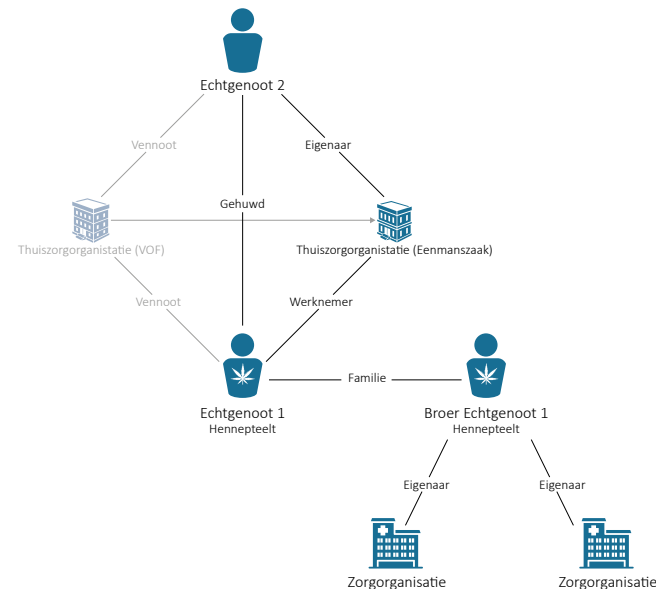 Echtgenoot 2
Vennoot
Eigenaar
Gehuwd
Thuiszorgorganistatie (VOF)
Thuiszorgorganistatie (Eenmanszaak)
Vennoot
Werknemer
Familie
Echtgenoot 1
Hennepteelt
Broer Echtgenoot 1
Hennepteelt
Eigenaar
Eigenaar
Zorgorganisatie
Zorgorganisatie